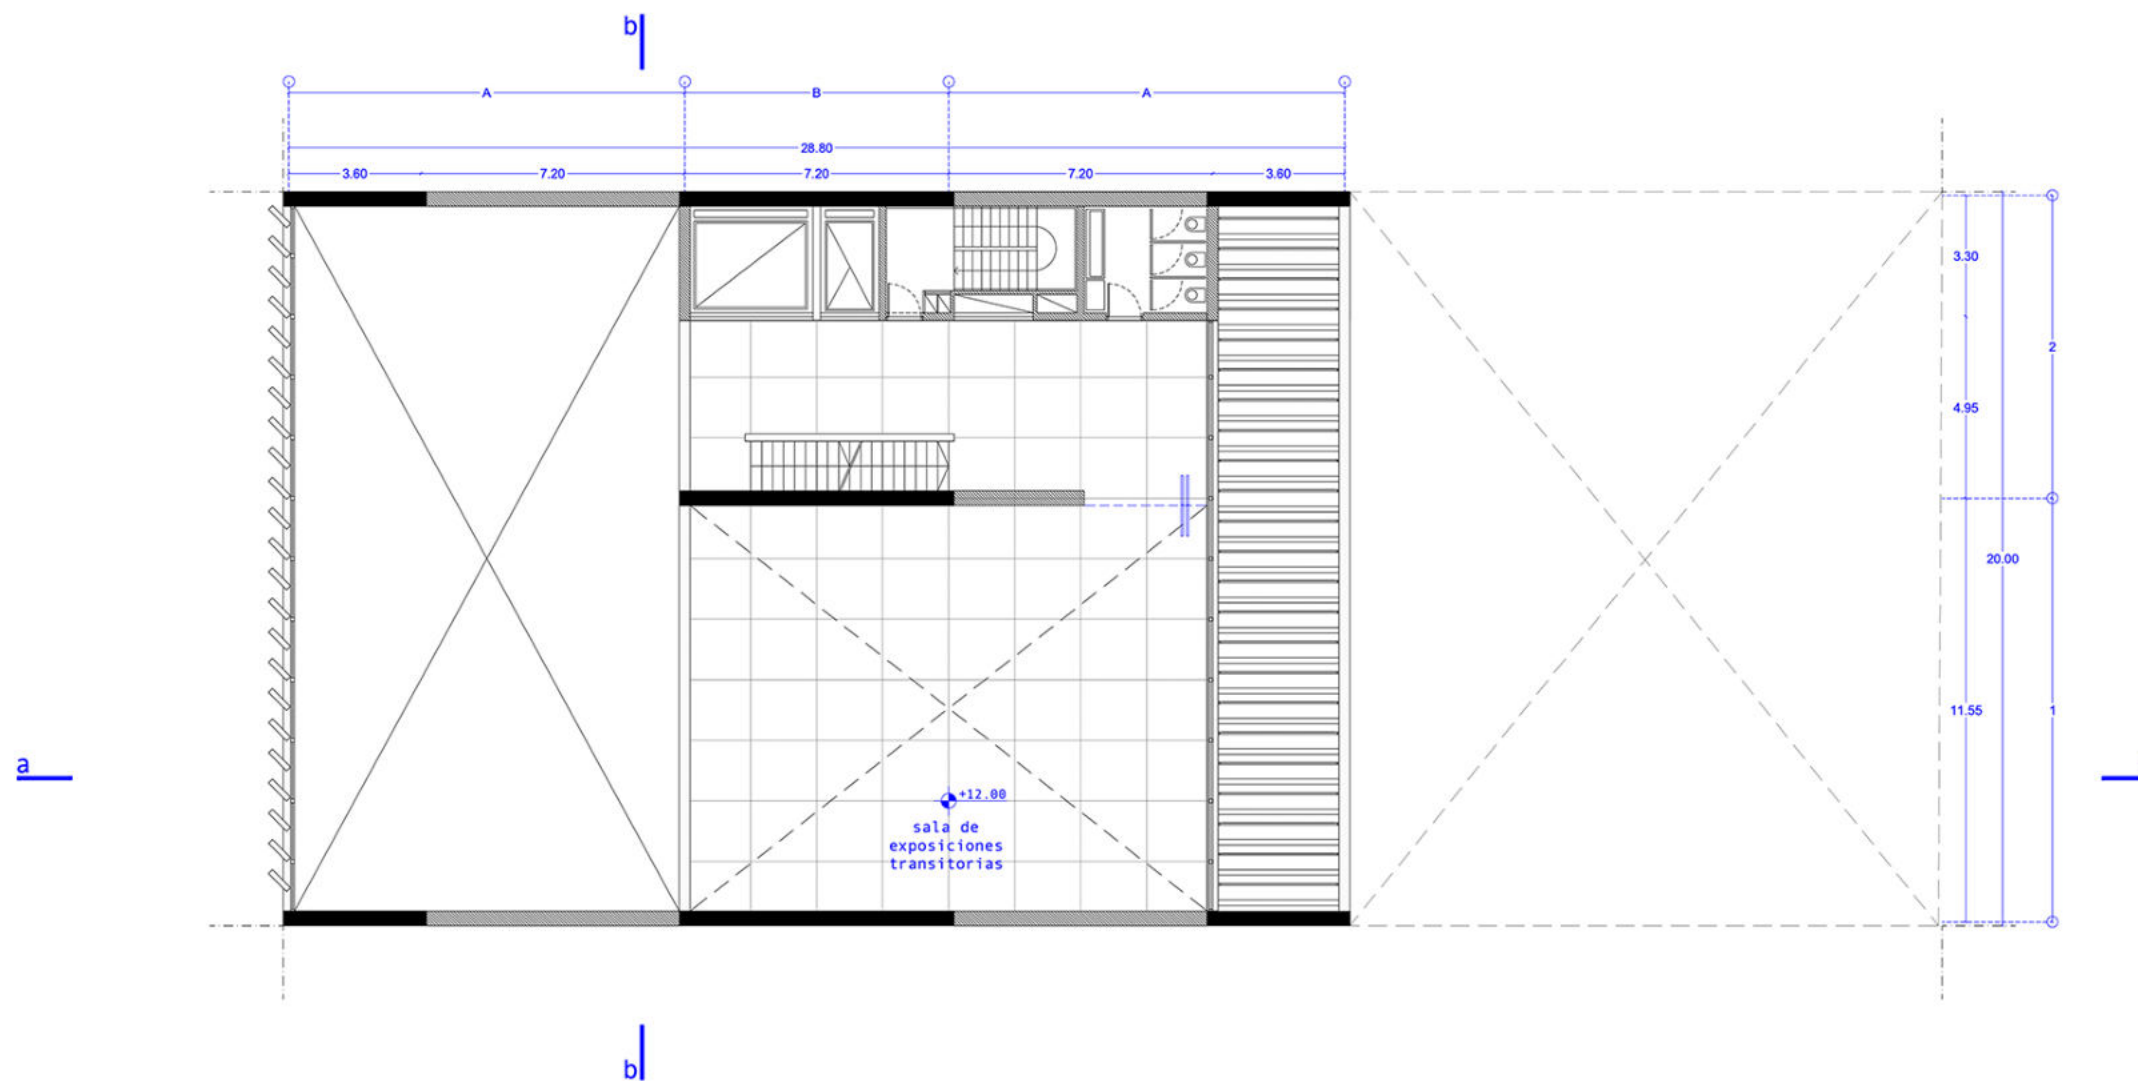 b
A B A
28.80
3.60 7.20 7.20 7.20 3.60
3.30
2
4.95
20.00
11.55 1
a
+12.00
sala de
exposiciones
transitorias
b